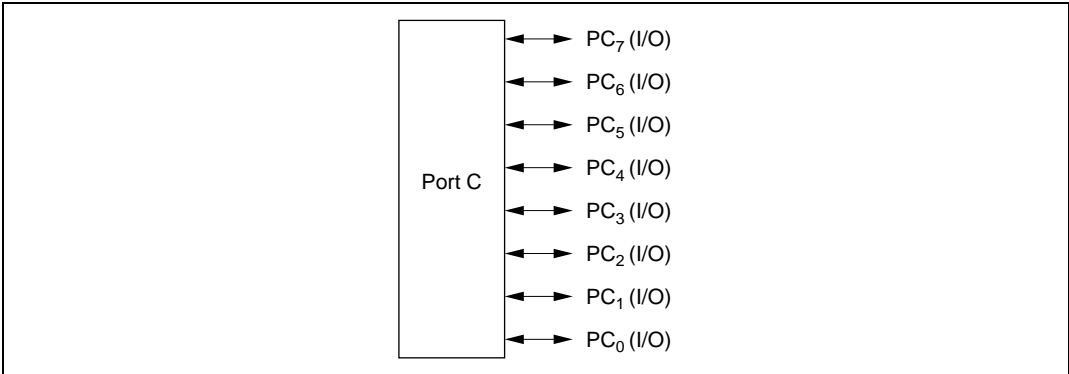 PC7 (I/O)
PC6 (I/O)
PC5 (I/O)
PC4 (I/O)
Port C
PC3 (I/O)
PC2 (I/O)
PC1 (I/O)
PC0 (I/O)